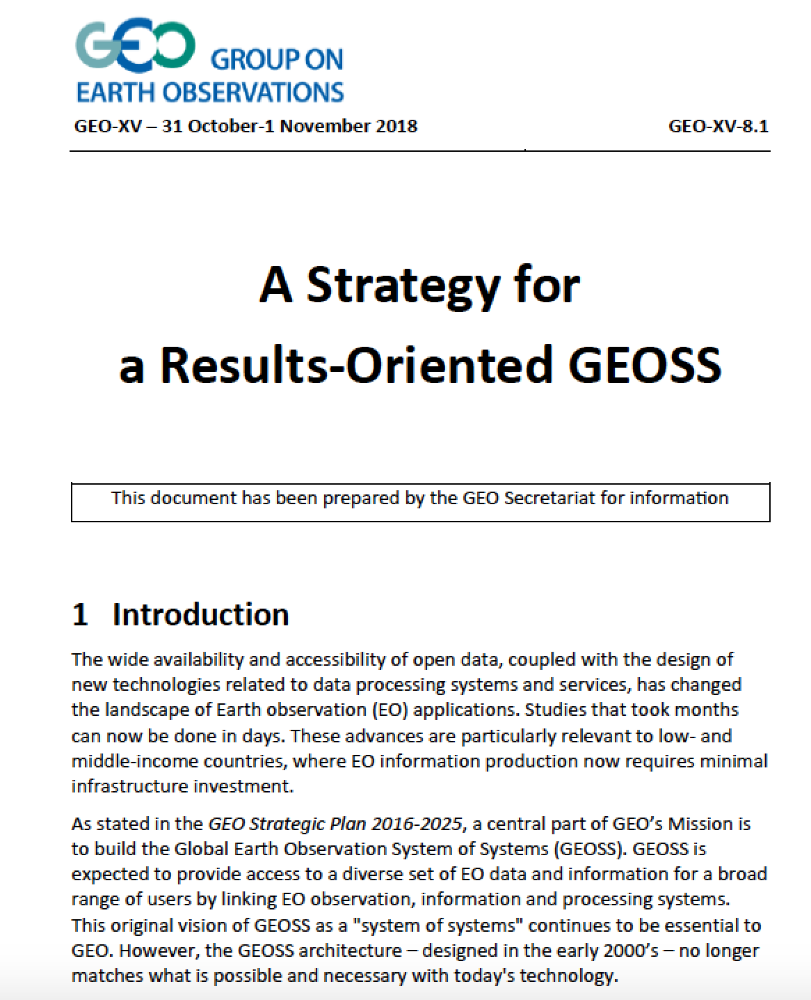 GEO GROUP ON
EARTH OBSERVATIONS
GEO-XV – 31 October-1 November 2018 GEO-XV-8.1
A Strategy for
a Results-Oriented GEOSS
This document has been prepared by the GEO Secretariat for information
1 Introduction
The wide availability and accessibility of open data, coupled with the design of
new technologies related to data processing systems and services, has changed
the landscape of Earth observation (EO) applications. Studies that took months
can now be done in days. These advances are particularly relevant to low- and
middle-income countries, where EO information production now requires minimal
infrastructure investment.
As stated in the GEO Strategic Plan 2016-2025, a central part of GEO’s Mission is
to build the Global Earth Observation System of Systems (GEOSS). GEOSS is
expected to provide access to a diverse set of EO data and information for a broad
range of users by linking EO observation, information and processing systems.
This original vision of GEOSS as a "system of systems" continues to be essential to
GEO. However, the GEOSS architecture – designed in the early 2000’s – no longer
matches what is possible and necessary with today's technology.